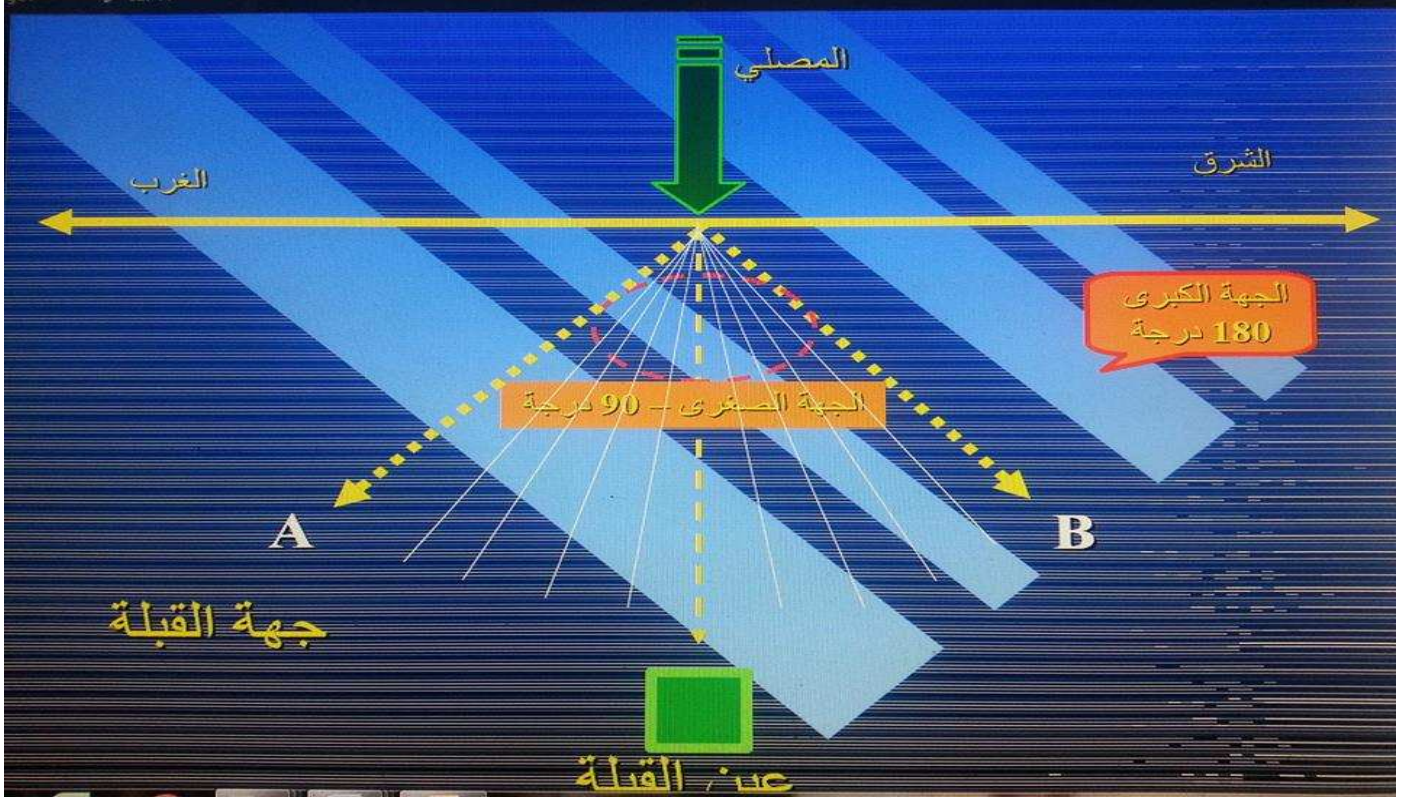 المصلي
الشرق
الغرب
الجهة الكبرى
180 درجة
الجهة الصغرى – 90 درجة
A
B
جهة القبلة
عين القبلة